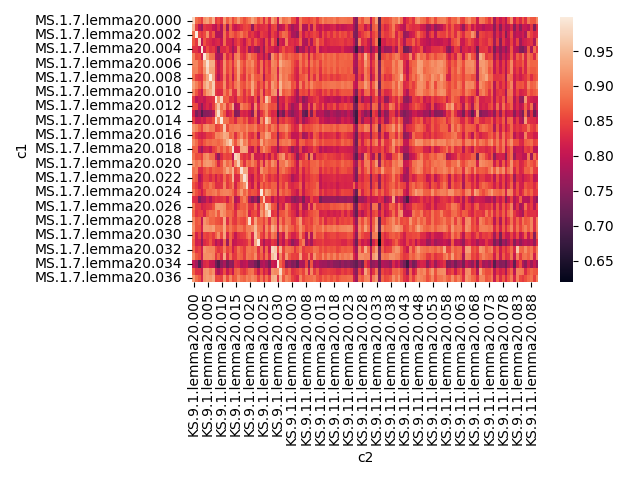 c1
MS.1.7.lemma20.000
MS.1.7.lemma20.002
MS.1.7.lemma20.004
MS.1.7.lemma20.006
MS.1.7.lemma20.008
MS.1.7.lemma20.010
MS.1.7.lemma20.012
MS.1.7.lemma20.014
MS.1.7.lemma20.016
MS.1.7.lemma20.018
MS.1.7.lemma20.020
MS.1.7.lemma20.022
MS.1.7.lemma20.024
MS.1.7.lemma20.026
MS.1.7.lemma20.028
MS.1.7.lemma20.030
MS.1.7.lemma20.032
MS.1.7.lemma20.034
MS.1.7.lemma20.036
0.95
0.90
0.85
0.80
0.75
0.70
0.65
KS.9.1.lemma20.000
KS.9.1.lemma20.005
KS.9.1.lemma20.010
KS.9.1.lemma20.015
KS.9.1.lemma20.020
KS.9.1.lemma20.025
KS.9.1.lemma20.030
KS.9.11.lemma20.003
KS.9.11.lemma20.008
KS.9.11.lemma20.013
KS.9.11.lemma20.018
KS.9.11.lemma20.023
KS.9.11.lemma20.028
KS.9.11.lemma20.033
KS.9.11.lemma20.038
KS.9.11.lemma20.043
KS.9.11.lemma20.048
KS.9.11.lemma20.053
KS.9.11.lemma20.058
KS.9.11.lemma20.063
KS.9.11.lemma20.068
KS.9.11.lemma20.073
KS.9.11.lemma20.078
KS.9.11.lemma20.083
KS.9.11.lemma20.088
c2